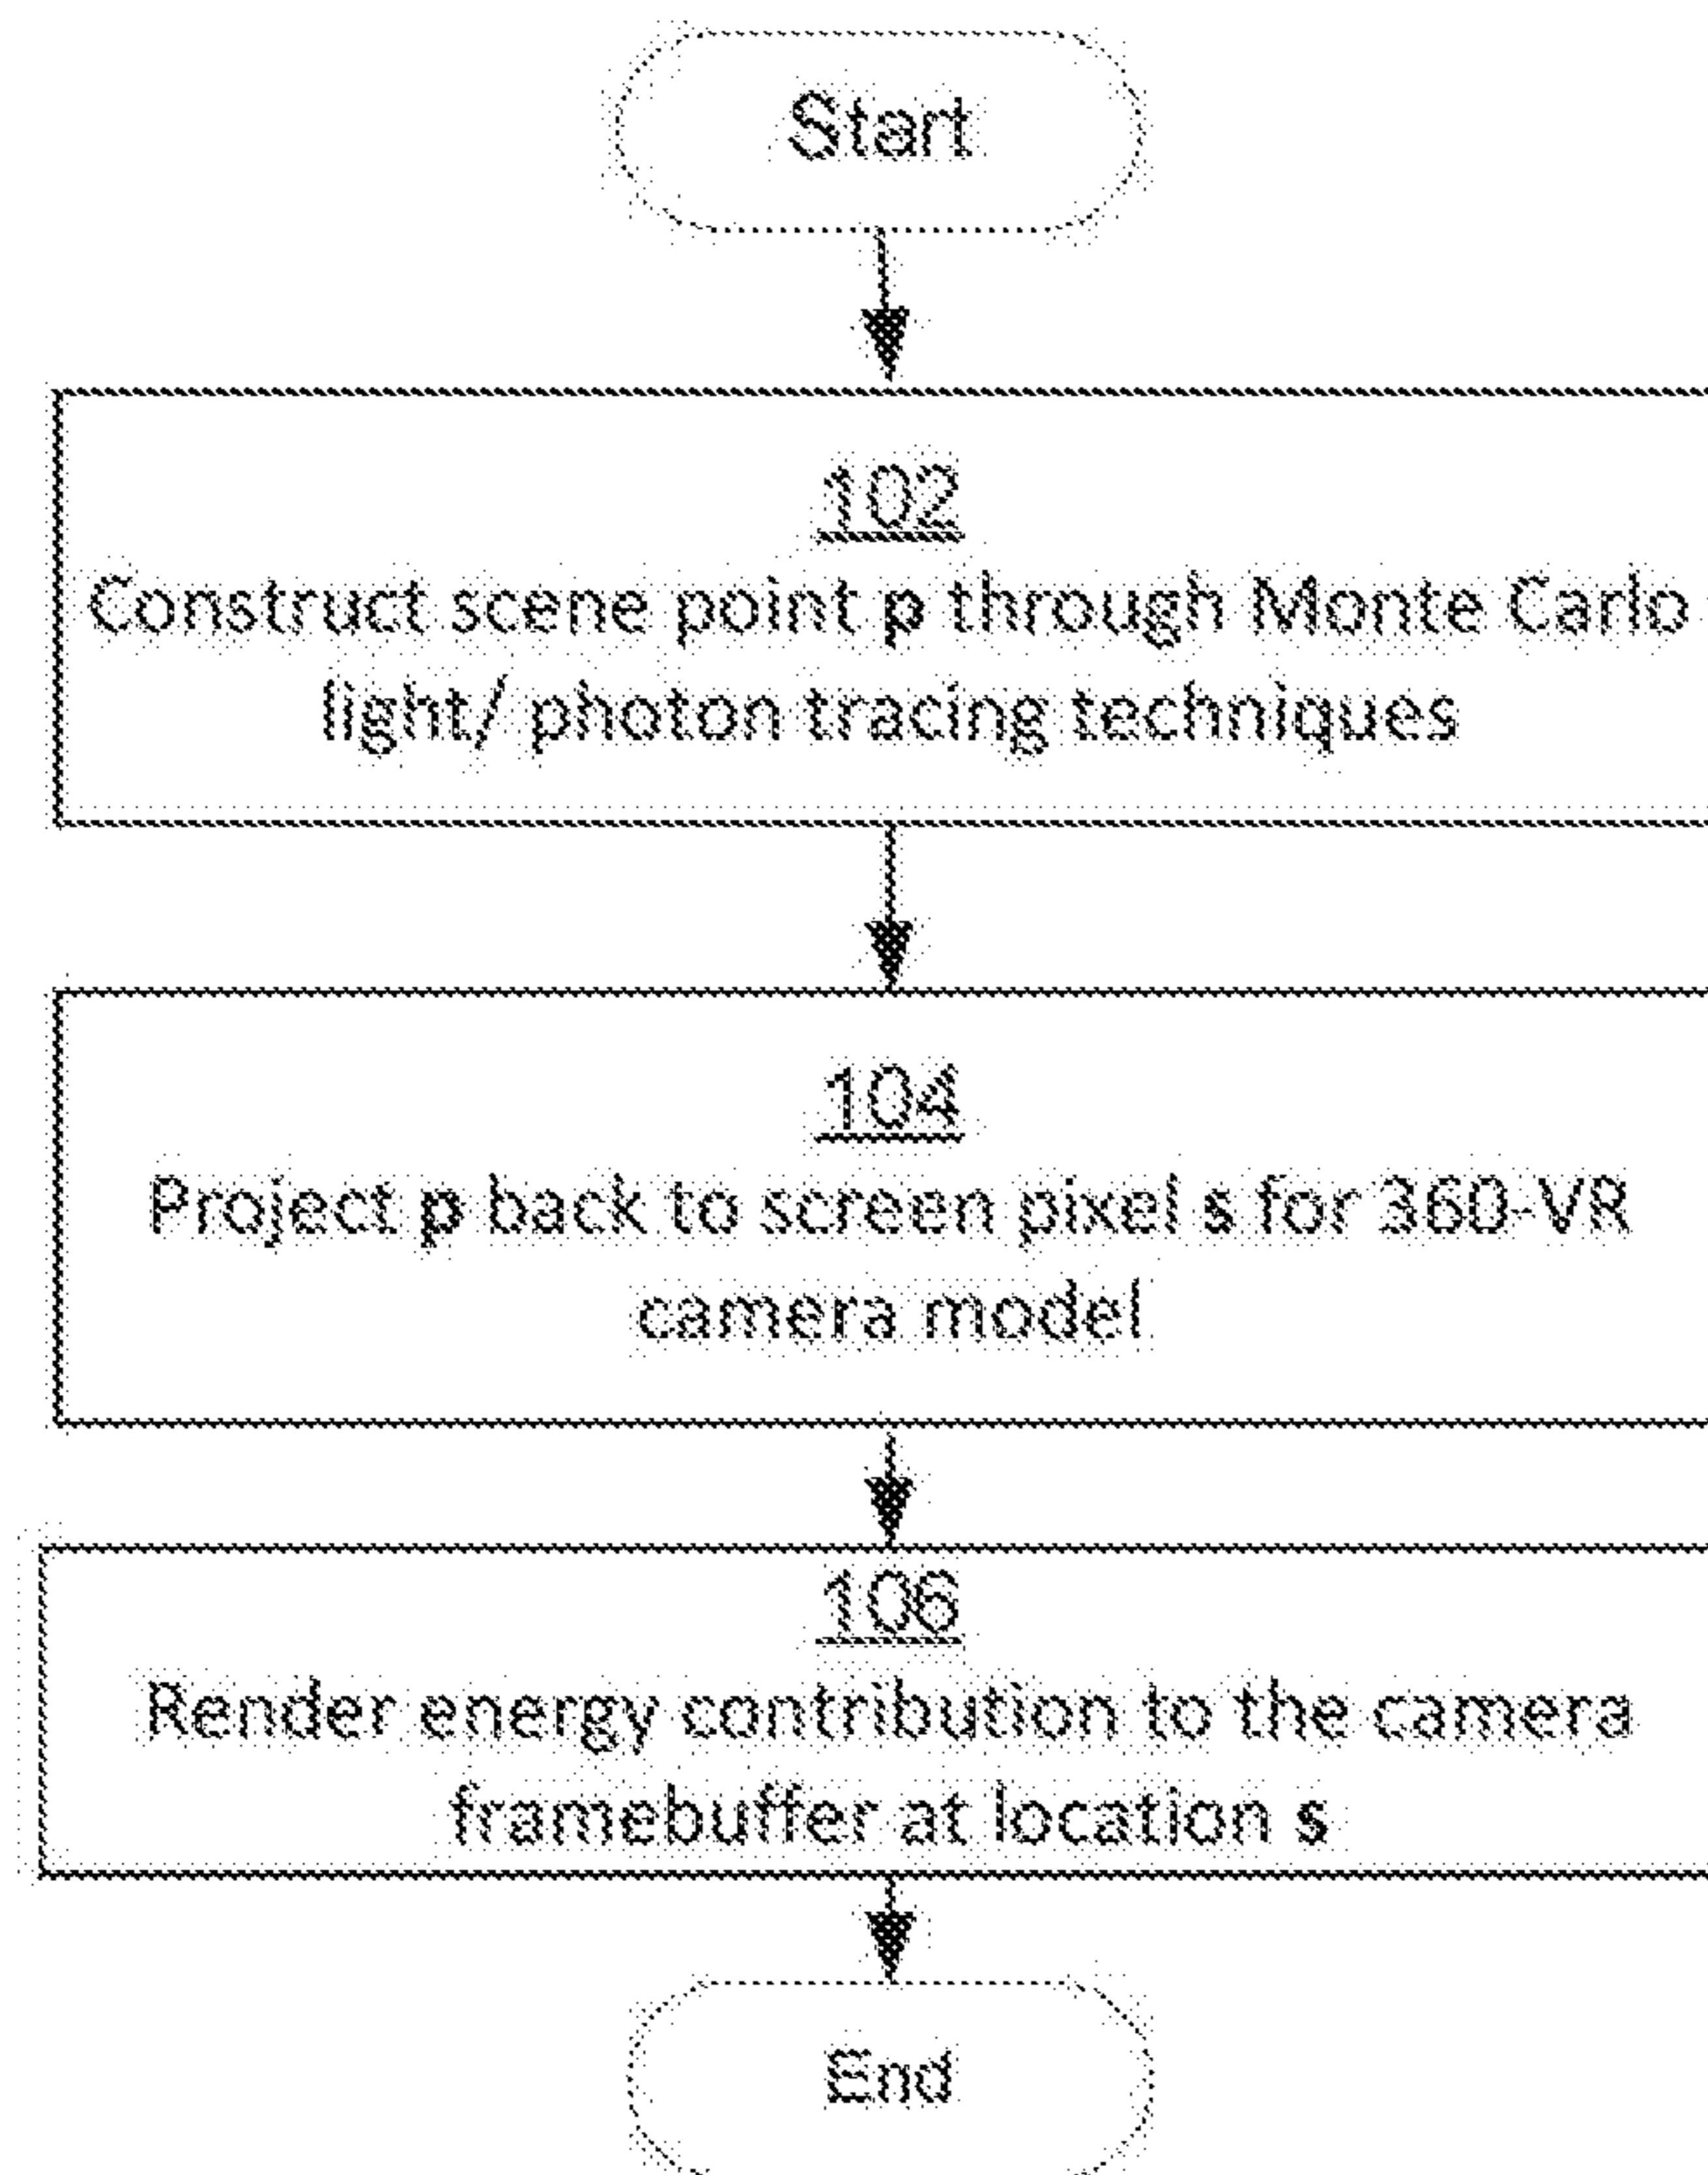 Start
102
Construct scene point p through Monte Carlo
light/ photon tracing techniques
104
Project p back to screen pixel s for 360-VR
camera model
106
Render energy contribution to the camera
framebuffer at location s
End